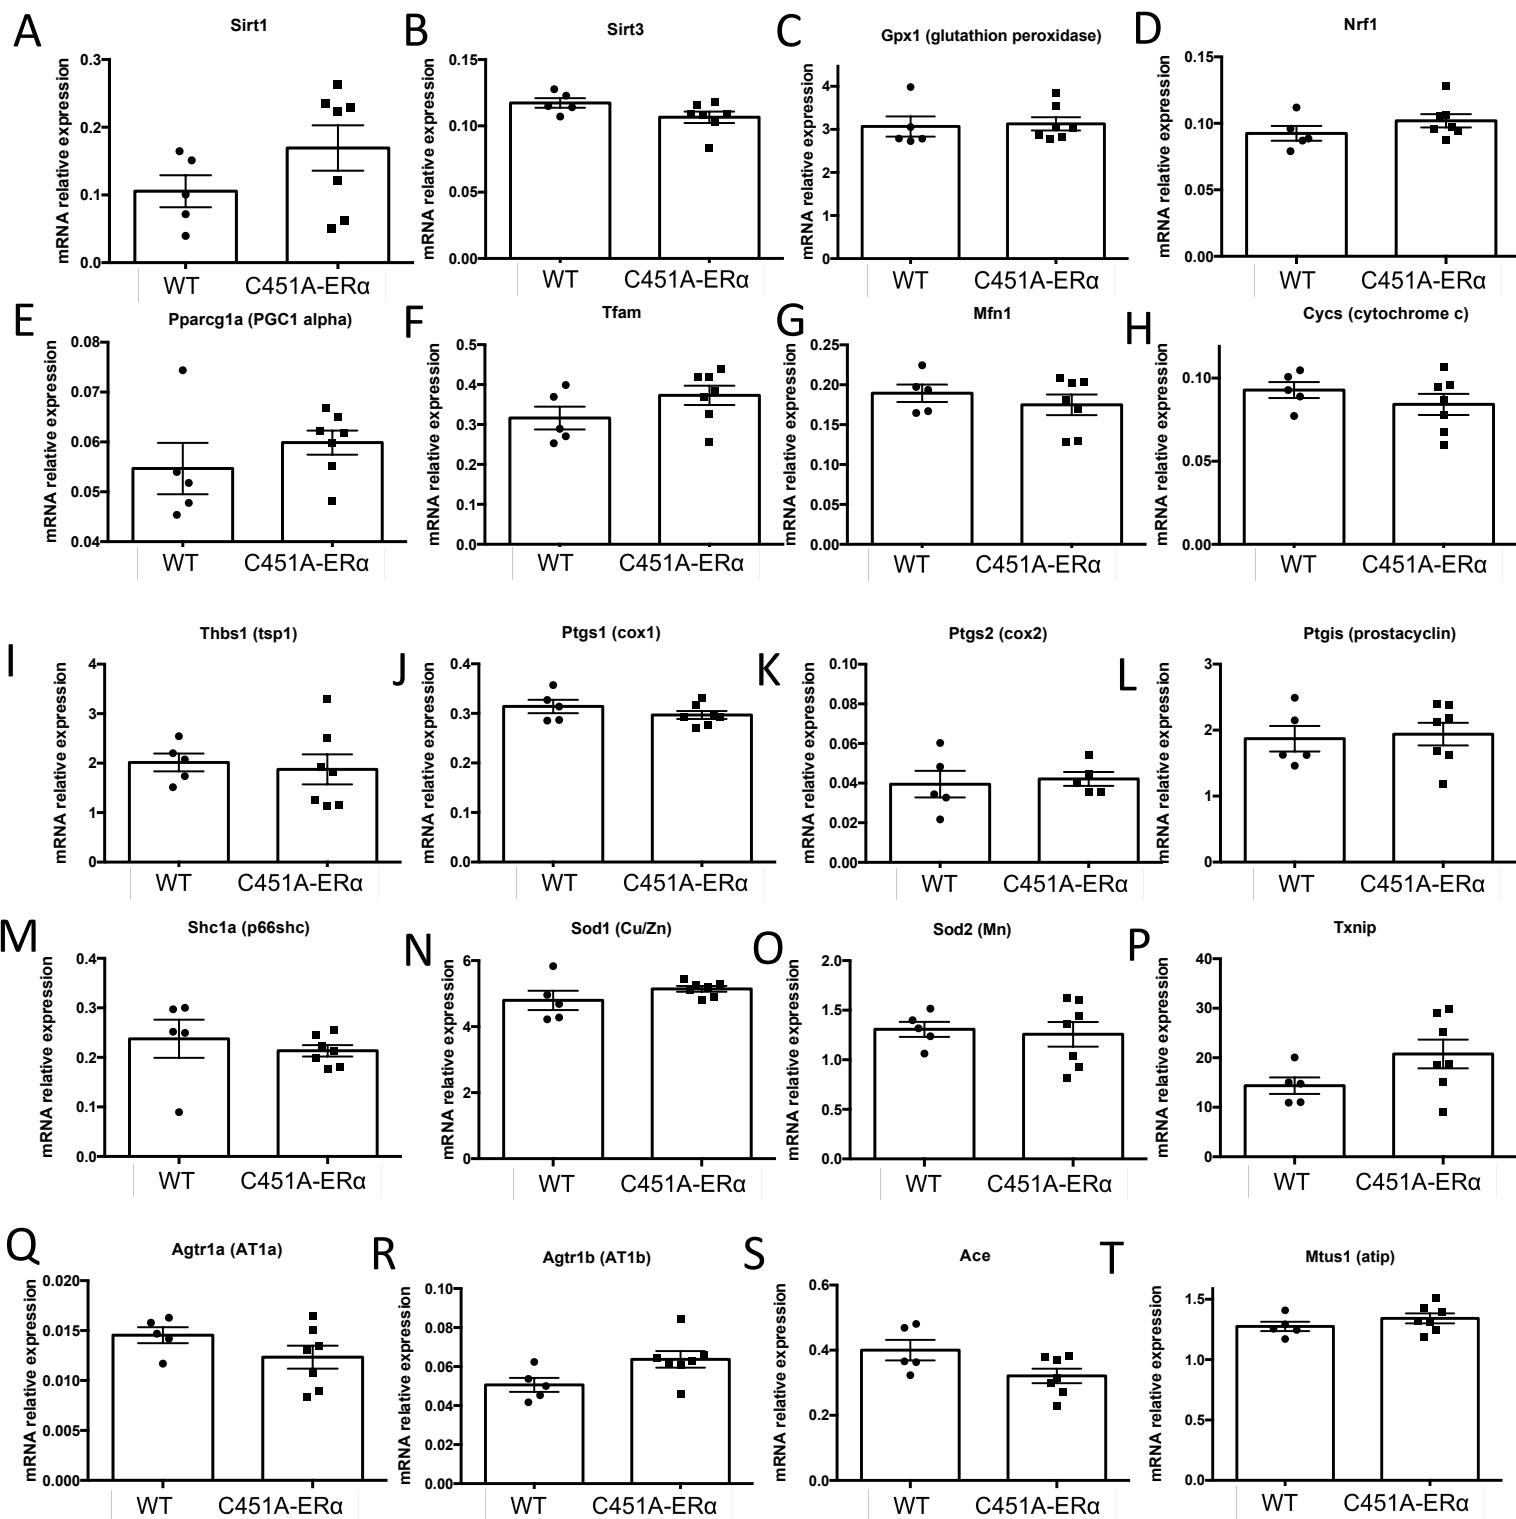 A
Sirt1
mRNA relative expression
0.3
0.2
0.1
0.0
WT
C451A-ERα
B
Sirt3
mRNA relative expression
0.15
0.10
0.05
0.00
WT
C451A-ERα
C
Gpx1 (glutathion peroxidase)
mRNA relative expression
4
3
2
1
0
WT
C451A-ERα
D
Nrf1
mRNA relative expression
0.15
0.10
0.05
0.00
WT
C451A-ERα
E
Pparcg1a (PGC1 alpha)
mRNA relative expression
0.08
0.07
0.06
0.05
0.04
WT
C451A-ERα
F
Tfam
mRNA relative expression
0.5
0.4
0.3
0.2
0.1
0.0
WT
C451A-ERα
G
Mfn1
mRNA relative expression
0.25
0.20
0.15
0.10
0.05
0.00
WT
C451A-ERα
H
Cycs (cytochrome c)
mRNA relative expression
0.10
0.05
0.00
WT
C451A-ERα
I
Thbs1 (tsp1)
mRNA relative expression
4
3
2
1
0
WT
C451A-ERα
J
Ptgs1 (cox1)
mRNA relative expression
0.4
0.3
0.2
0.1
0.0
WT
C451A-ERα
K
Ptgs2 (cox2)
mRNA relative expression
0.10
0.08
0.06
0.04
0.02
0.00
WT
C451A-ERα
L
Ptgis (prostacyclin)
mRNA relative expression
3
2
1
0
WT
C451A-ERα
M
Shc1a (p66shc)
mRNA relative expression
0.4
0.3
0.2
0.1
0.0
WT
C451A-ERα
N
Sod1 (Cu/Zn)
mRNA relative expression
6
4
2
0
WT
C451A-ERα
O
Sod2 (Mn)
mRNA relative expression
2.0
1.5
1.0
0.5
0.0
WT
C451A-ERα
P
Txnip
mRNA relative expression
40
30
20
10
0
WT
C451A-ERα
Q
Agtr1a (AT1a)
mRNA relative expression
0.020
0.015
0.010
0.005
0.000
WT
C451A-ERα
R
Agtr1b (AT1b)
mRNA relative expression
0.10
0.08
0.06
0.04
0.02
0.00
WT
C451A-ERα
S
Ace
mRNA relative expression
0.6
0.4
0.2
0.0
WT
C451A-ERα
T
Mtus1 (atip)
mRNA relative expression
1.5
1.0
0.5
0.0
WT
C451A-ERα